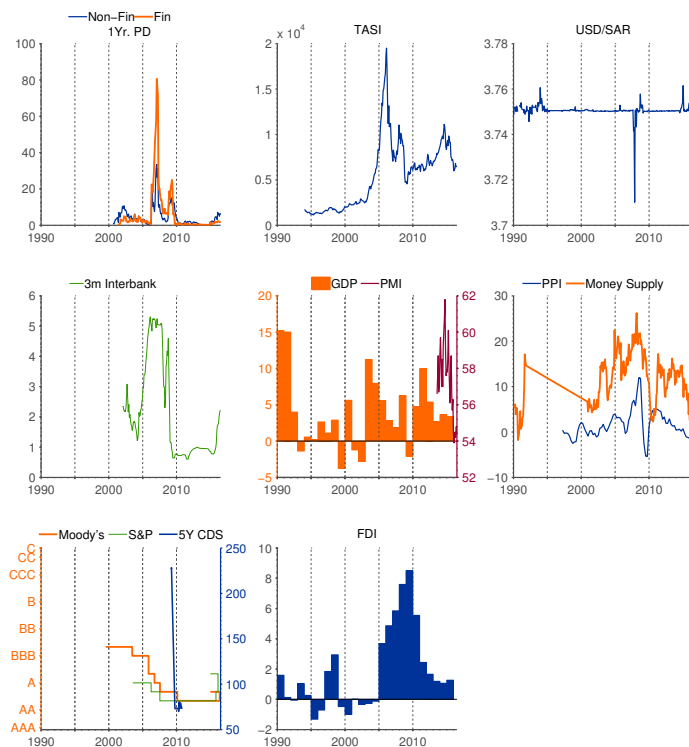 Non-Fin Fin
1Yr. PD
100
80
60
40
20
0
1990 2000 2010
TASI
2 x 10^4
1.5
1
0.5
0
1990 2000 2010
USD/SAR
3.78
3.76
3.74
3.72
3.7
1990 2000 2010
3m Interbank
6
5
4
3
2
1
0
1990 2000 2010
GDP PMI
20
15
10
5
0
−5
62
60
58
56
54
52
1990 2000 2010
PPI Money Supply
30
20
10
0
−10
1990 2000 2010
Moody's S&P 5Y CDS
C
CC
CCC
B
BB
BBB
A
AA
AAA
250
200
150
100
50
1990 2000 2010
FDI
10
8
6
4
2
0
−2
1990 2000 2010